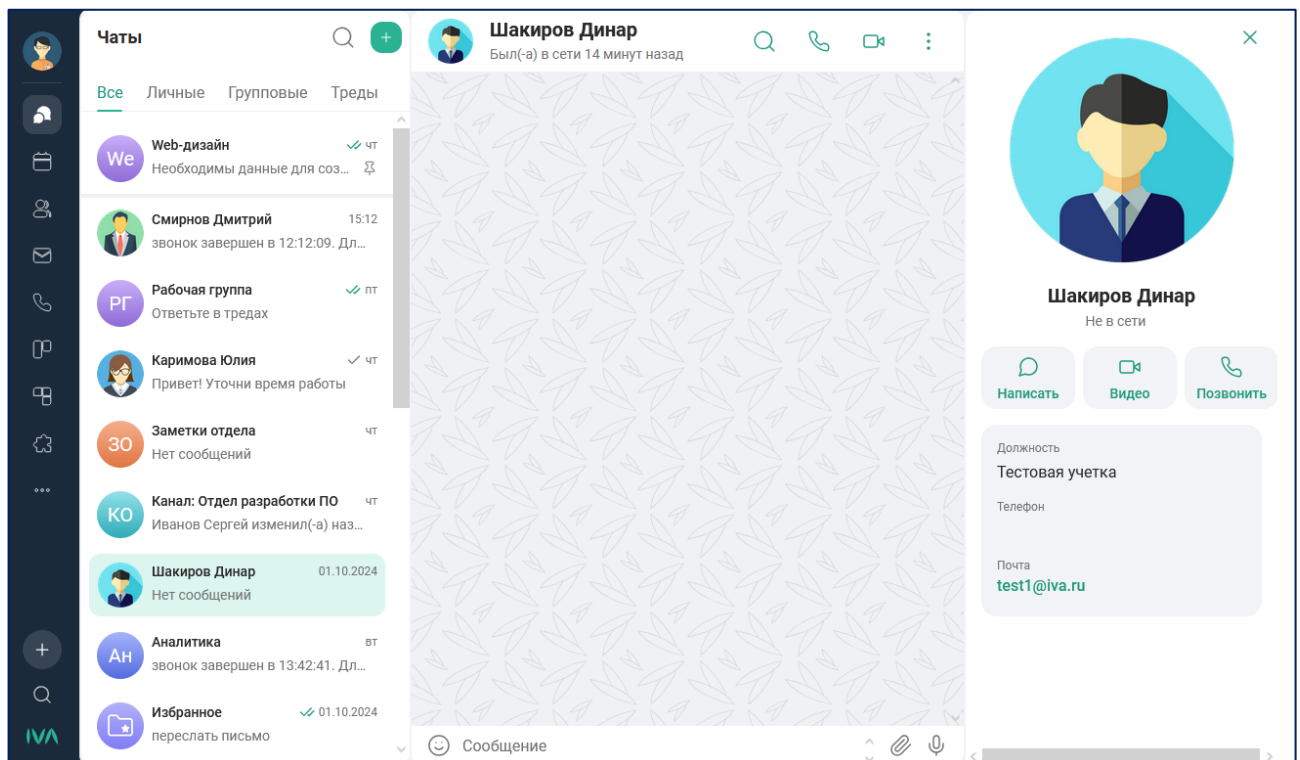 Чаты
Все Личные Групповые Треды
We
Web-дизайн чт
Необходимы данные для соз...
Смирнов Дмитрий 15:12
звонок завершен в 12:12:09. Дл...
РГ
Рабочая группа пт
Ответьте в тредах
Каримова Юлия чт
Привет! Уточни время работы
ЗО
Заметки отдела чт
Нет сообщений
КО
Канал: Отдел разработки ПО чт
Иванов Сергей изменил(-а) наз...
Шакиров Динар 01.10.2024
Нет сообщений
Ан
Аналитика вт
звонок завершен в 13:42:41. Дл...
Избранное 01.10.2024
переслать письмо
IVA
Шакиров Динар
Был(-а) в сети 14 минут назад
Сообщение
Шакиров Динар
Не в сети
Написать Видео Позвонить
Должность
Тестовая учетка
Телефон
Почта
test1@iva.ru